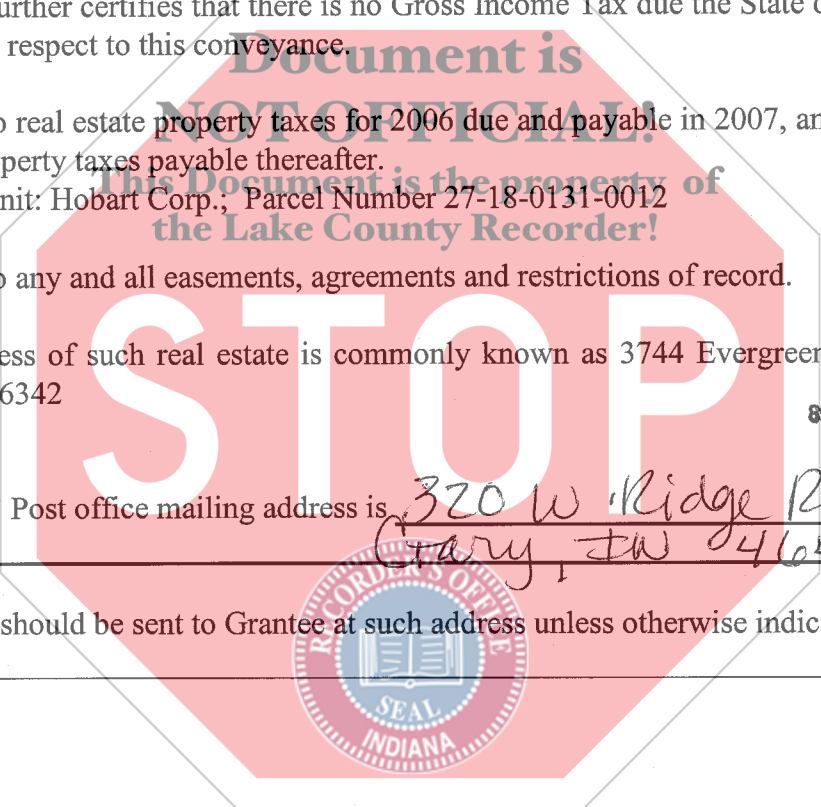 urther certifies that there is no Gross Income Tax due the State o
respect to this conveyance.
Document is
NOT OFFICIAL!
o real estate property taxes for 2006 due and payable in 2007, an
perty taxes payable thereafter.
This Document is the property of
nit: Hobart Corp.; Parcel Number 27-18-0131-0012
the Lake County Recorder!
o any and all easements, agreements and restrictions of record.
STOP
ess of such real estate is commonly known as 3744 Evergreen
6342
Post office mailing address is 320 W Ridge R
Gary, IN 464
should be sent to Grantee at such address unless otherwise indic
RECORDER'S OFFICE
SEAL
INDIANA